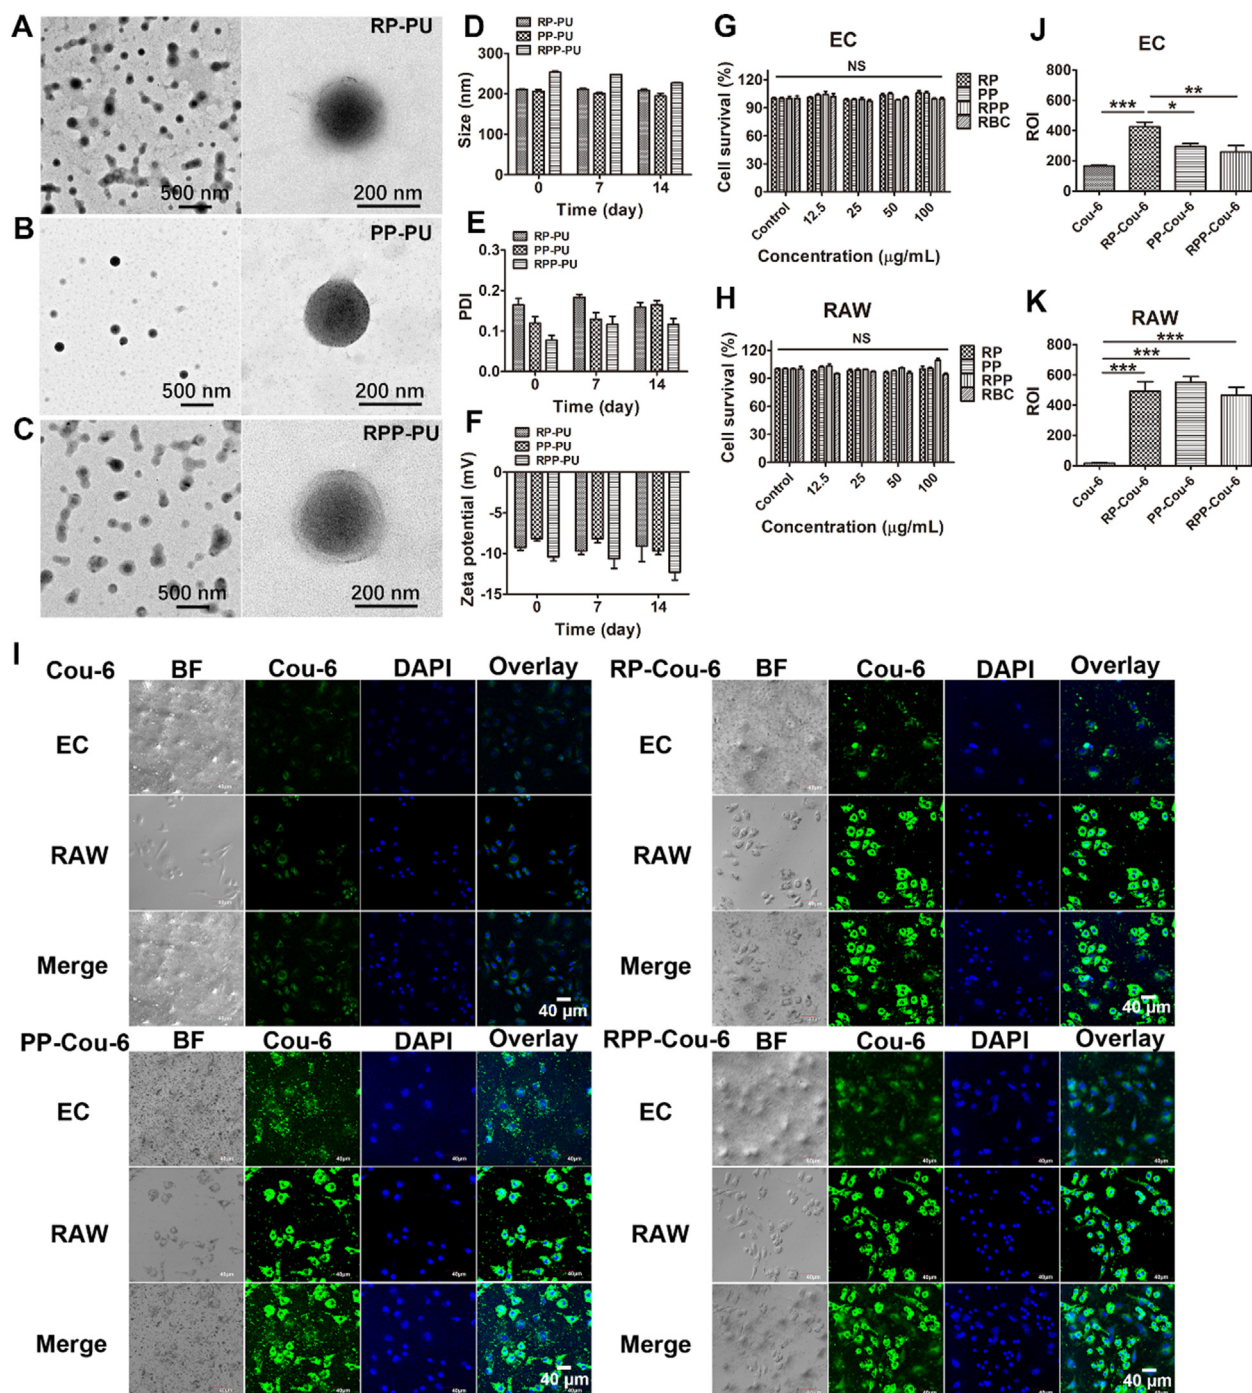 A
RP-PU
500 nm
200 nm
B
PP-PU
500 nm
200 nm
C
RPP-PU
500 nm
200 nm
D
RP-PU
PP-PU
RPP-PU
Size (nm)
300
200
100
0
0 7 14
Time (day)
E
RP-PU
PP-PU
RPP-PU
PDI
0.3
0.2
0.1
0.0
0 7 14
Time (day)
F
RP-PU
PP-PU
RPP-PU
Zeta potential (mV)
0
-5
-10
-15
0 7 14
Time (day)
G
EC
NS
RP
PP
RPP
RBC
Cell survival (%)
120
90
60
30
0
Control 12.5 25 50 100
Concentration (μg/mL)
H
RAW
NS
RP
PP
RPP
RBC
Cell survival (%)
120
90
60
30
0
Control 12.5 25 50 100
Concentration (μg/mL)
J
EC
ROI
800
600
400
200
0
*** * **
Cou-6 RP-Cou-6 PP-Cou-6 RPP-Cou-6
K
RAW
ROI
800
600
400
200
0
***
***
***
Cou-6 RP-Cou-6 PP-Cou-6 RPP-Cou-6
I
Cou-6 BF Cou-6 DAPI Overlay
EC
RAW
Merge
40 μm
RP-Cou-6 BF Cou-6 DAPI Overlay
EC
RAW
Merge
40 μm
PP-Cou-6 BF Cou-6 DAPI Overlay
EC
RAW
Merge
40 μm
RPP-Cou-6 BF Cou-6 DAPI Overlay
EC
RAW
Merge
40 μm